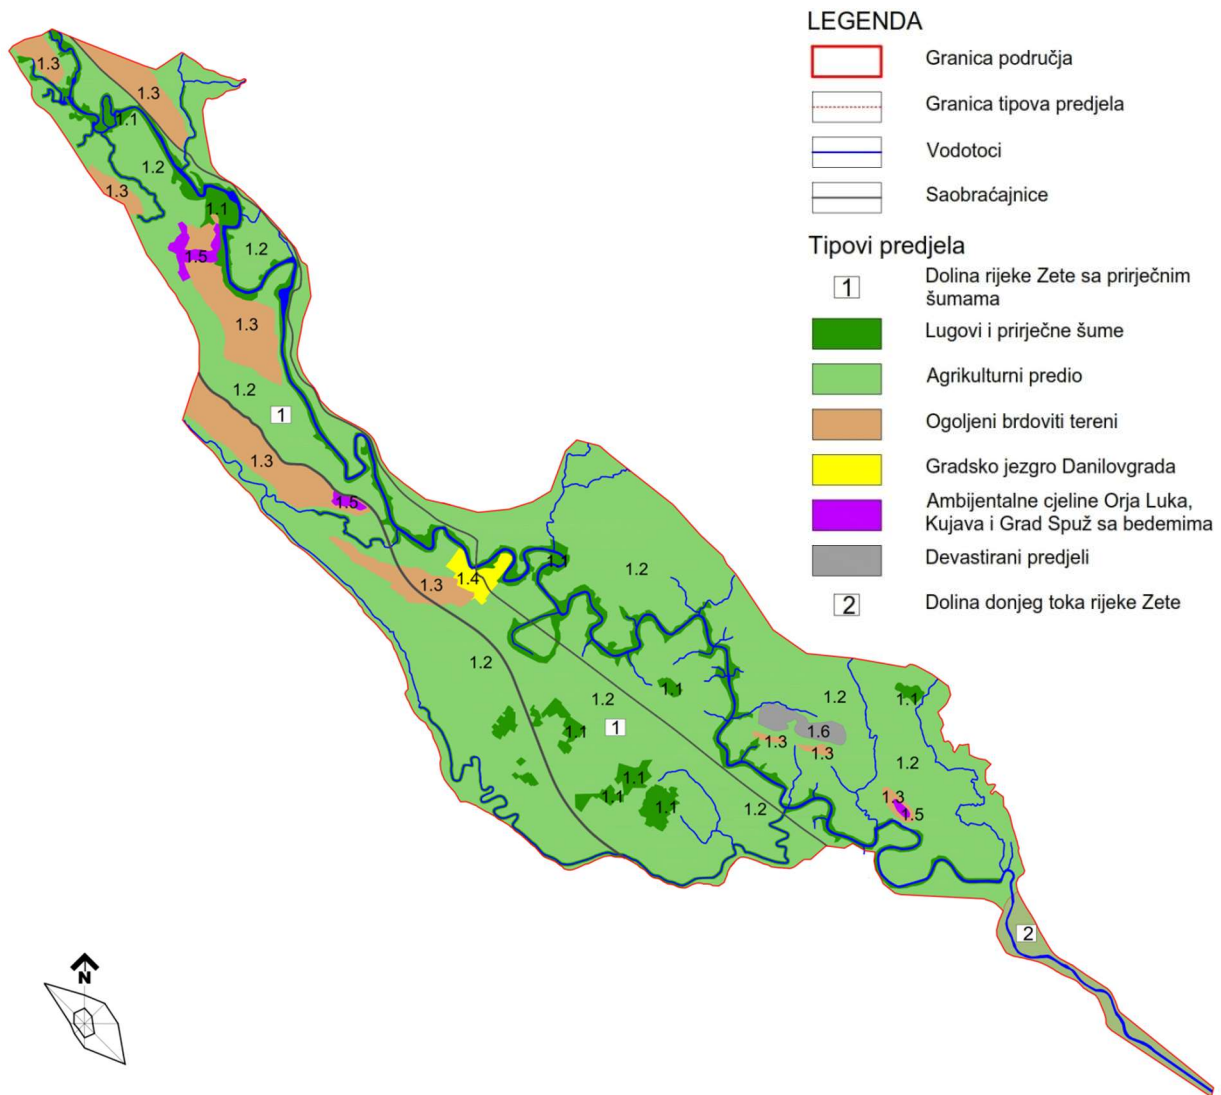 LEGENDA
Granica područja
Granica tipova predjela
Vodotoci
Saobraćajnice
Tipovi predjela
1
Dolina rijeke Zete sa prirječnim
šumama
Lugovi i prirječne šume
Agrikulturni predio
Ogoljeni brdoviti tereni
Gradsko jezgro Danilovgrada
Ambijentalne cjeline Orja Luka,
Kujava i Grad Spuž sa bedemima
Devastirani predjeli
2
Dolina donjeg toka rijeke Zete
1.3
1.3
1.1
1.2
1.3
1.1
1.2
1.5
1.3
1.2
1
1.3
1.5
1.1
1.2
1.4
1.3
1.2
1.1
1.2
1.2
1.1
1
1.1
1.6
1.3
1.3
1.2
1.1
1.1
1.1
1.2
1.3
1.5
2
N